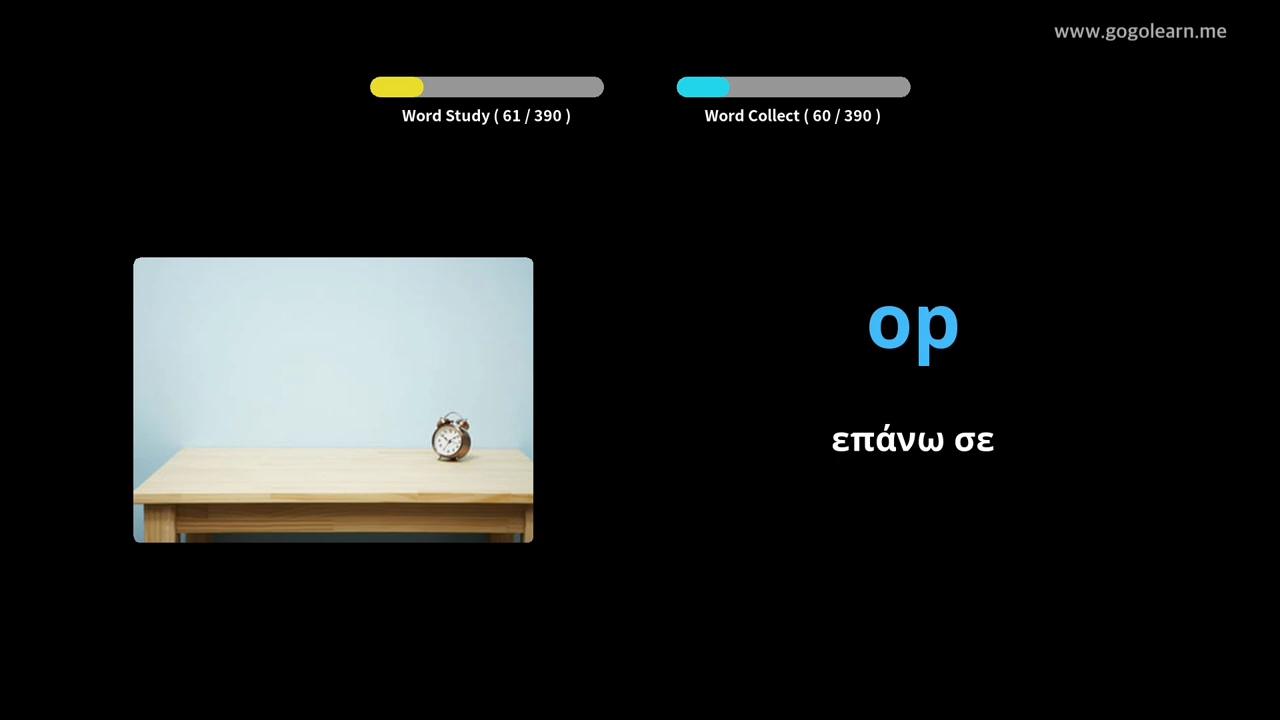 www.gogolearn.me
Word Study ( 61 / 390 )
Word Collect ( 60 / 390 )
op
επάνω σε